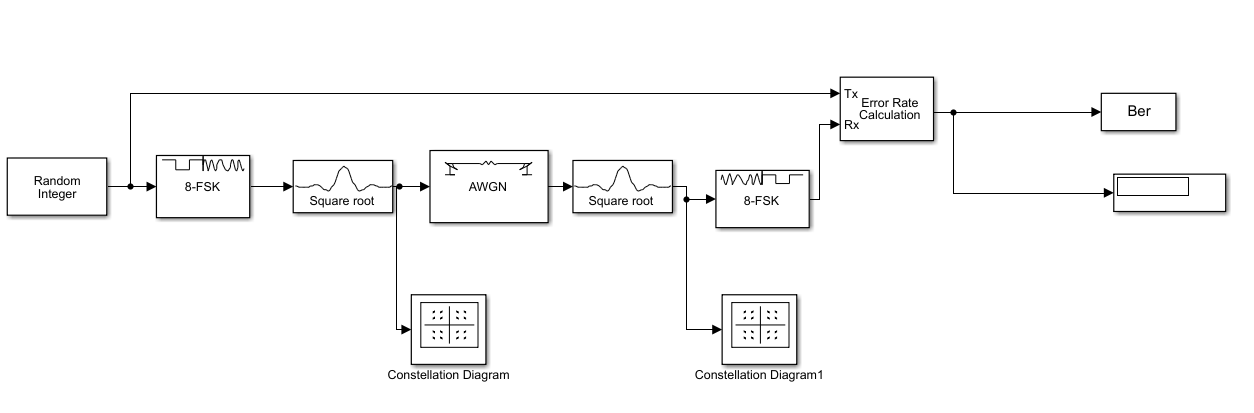 Tx
Error Rate
Calculation
Rx
Ber
Random
Integer
8-FSK
Square root
AWGN
Square root
8-FSK
Constellation Diagram
Constellation Diagram1